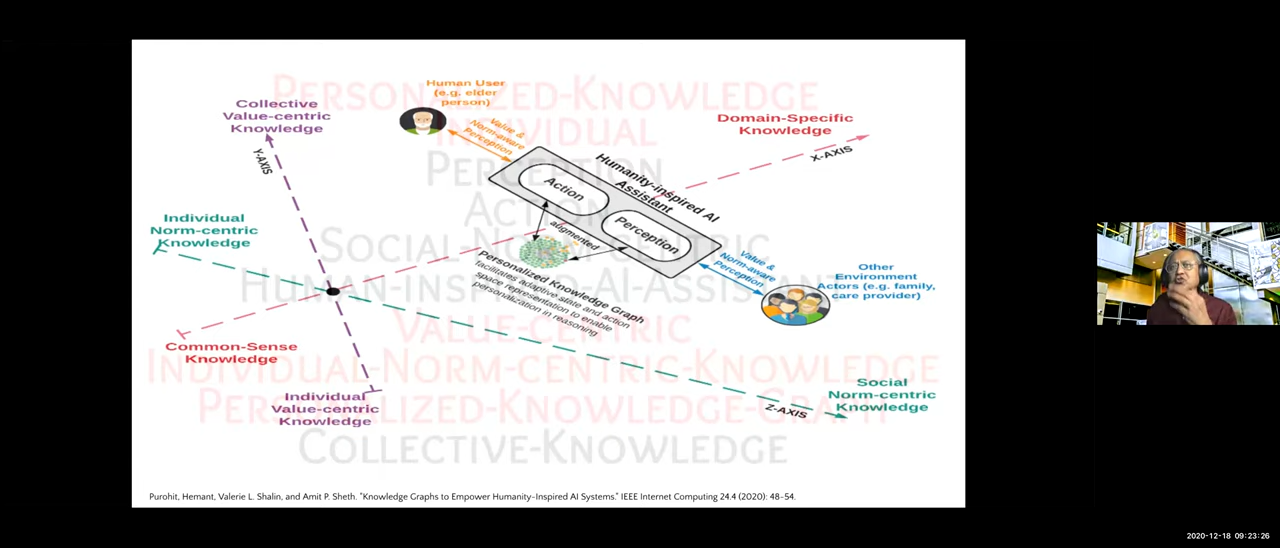 PERSONALIZED-KNOWLEDGE
INDIVIDUAL
PERCEPTION
ACTION
SOCIAL NORM-CENTRIC
HUMAN-INSPIRED-AI-ASSISTANT
VALUE-CENTRIC
INDIVIDUAL-NORM-CENTRIC-KNOWLEDGE
PERSONALIZED-KNOWLEDGE-GRAPH
COLLECTIVE-KNOWLEDGE
Human User
(e.g. elder
person)
Collective
Value-centric
Knowledge
Y-AXIS
Value &
Norm-aware
Perception
Domain-Specific
Knowledge
X-AXIS
Humanity-inspired AI
Assistant
Action
Perception
augmented
Individual
Norm-centric
Knowledge
Personalized Knowledge Graph
facilitates adaptive state and action
space representation to enable
personalization in reasoning
Value &
Norm-aware
Perception
Other
Environment
Actors (e.g. family,
care provider)
Common-Sense
Knowledge
Individual
Value-centric
Knowledge
Z-AXIS
Social
Norm-centric
Knowledge
Purohit, Hemant, Valerie L. Shalin, and Amit P. Sheth. "Knowledge Graphs to Empower Humanity-Inspired AI Systems." IEEE Internet Computing 24.4 (2020): 48-54.
2020-12-18 09:23:26